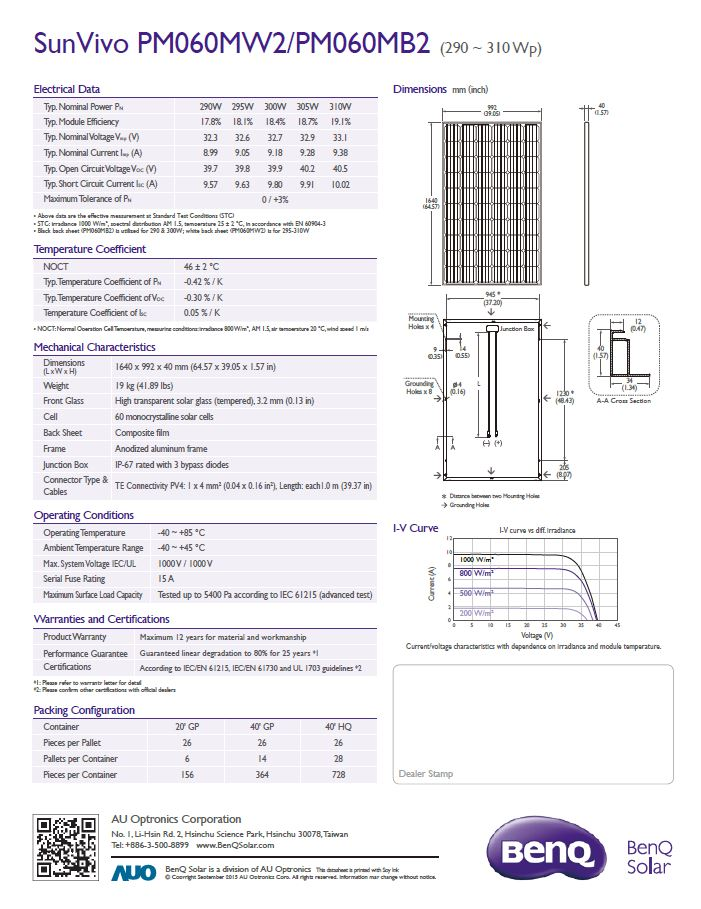 SunVivo PM060MW2/PM060MB2 (290 ~ 310 Wp)
Electrical Data
Typ. Nominal Power PN 290W 295W 300W 305W 310W
Typ. Module Efficiency 17.8% 18.1% 18.4% 18.7% 19.1%
Typ. Nominal Voltage Vmp (V) 32.3 32.6 32.7 32.9 33.1
Typ. Nominal Current Imp (A) 8.99 9.05 9.18 9.28 9.38
Typ. Open Circuit Voltage VOC (V) 39.7 39.8 39.9 40.2 40.5
Typ. Short Circuit Current ISC (A) 9.57 9.63 9.80 9.91 10.02
Maximum Tolerance of PN 0 / +3%
• Above data are the effective measurement at Standard Test Conditions (STC)
• STC: irradiance 1000 W/m², spectral distribution AM 1.5, temperature 25 ± 2 °C, in accordance with EN 60904-3
• Black back sheet (PM060MB2) is utilized for 290 & 300W; white back sheet (PM060MW2) is for 295-310W
Temperature Coefficient
NOCT 46 ± 2 °C
Typ. Temperature Coefficient of PN -0.42 % / K
Typ. Temperature Coefficient of VOC -0.30 % / K
Temperature Coefficient of ISC 0.05 % / K
• NOCT: Normal Operation Cell Temperature, measuring conditions: irradiance 800 W/m², AM 1.5, air temperature 20 °C, wind speed 1 m/s
Mechanical Characteristics
Dimensions
(L x W x H) 1640 x 992 x 40 mm (64.57 x 39.05 x 1.57 in)
Weight 19 kg (41.89 lbs)
Front Glass High transparent solar glass (tempered), 3.2 mm (0.13 in)
Cell 60 monocrystalline solar cells
Back Sheet Composite film
Frame Anodized aluminum frame
Junction Box IP-67 rated with 3 bypass diodes
Connector Type &
Cables TE Connectivity PV4: 1 x 4 mm² (0.04 x 0.16 in²), Length: each 1.0 m (39.37 in)
Operating Conditions
Operating Temperature -40 ~ +85 °C
Ambient Temperature Range -40 ~ +45 °C
Max. System Voltage IEC/UL 1000 V / 1000 V
Serial Fuse Rating 15 A
Maximum Surface Load Capacity Tested up to 5400 Pa according to IEC 61215 (advanced test)
Warranties and Certifications
Product Warranty Maximum 12 years for material and workmanship
Performance Guarantee Guaranteed linear degradation to 80% for 25 years *1
Certifications According to IEC/EN 61215, IEC/EN 61730 and UL 1703 guidelines *2
*1: Please refer to warranty letter for detail
*2: Please confirm other certifications with official dealers
Packing Configuration
Container 20' GP 40' GP 40' HQ
Pieces per Pallet 26 26 26
Pallets per Container 6 14 28
Pieces per Container 156 364 728
Dimensions mm (inch)
992
(39.05)
40
(1.57)
1640
(64.57)
945 *
(37.20)
Mounting
Holes x 4
Junction Box
9
(0.35)
14
(0.55)
Grounding
Holes x 8
ø4
(0.16)
L
1230 *
(48.43)
A A
(–) (+)
205
(8.07)
12
(0.47)
40
(1.57)
34
(1.34)
A-A Cross Section
* Distance between two Mounting Holes
→ Grounding Holes
I-V Curve
I-V curve vs diff. irradiance
Current (A)
12
10
8
6
4
2
0
1000 W/m²
800 W/m²
500 W/m²
200 W/m²
0 5 10 15 20 25 30 35 40 45
Voltage (V)
Current/voltage characteristics with dependence on irradiance and module temperature.
Dealer Stamp
AU Optronics Corporation
No. 1, Li-Hsin Rd. 2, Hsinchu Science Park, Hsinchu 30078, Taiwan
Tel: +886-3-500-8899 www.BenQSolar.com
AUO
BenQ Solar is a division of AU Optronics This datasheet is printed with Soy Ink
© Copyright September 2015 AU Optronics Corp. All rights reserved. Information may change without notice.
BenQ
BenQ
Solar